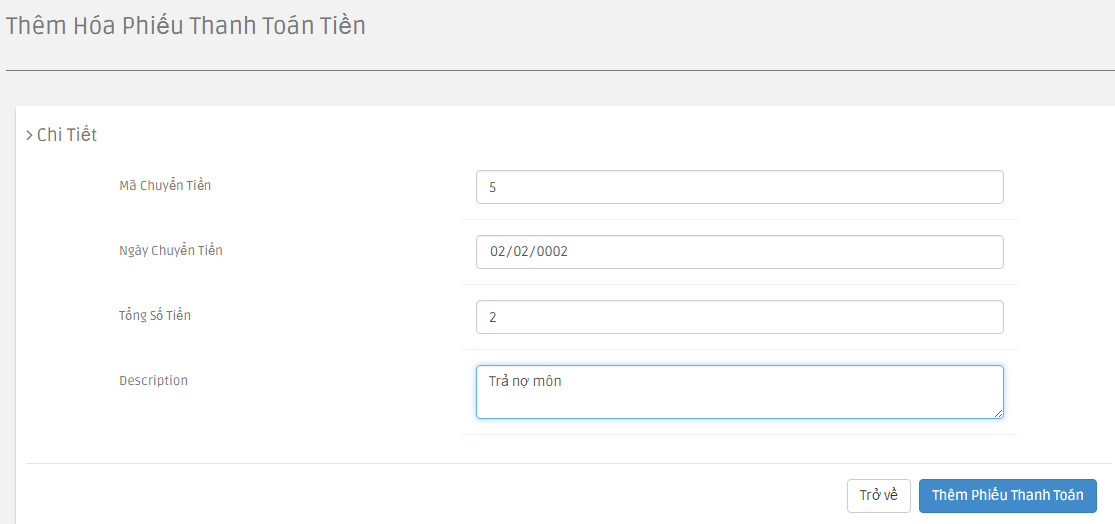 Thêm Hóa Phiếu Thanh Toán Tiền
> Chi Tiết
Mã Chuyển Tiền
5
Ngày Chuyển Tiền
02/02/0002
Tổng Số Tiền
2
Description
Trả nợ môn
Trở về
Thêm Phiếu Thanh Toán